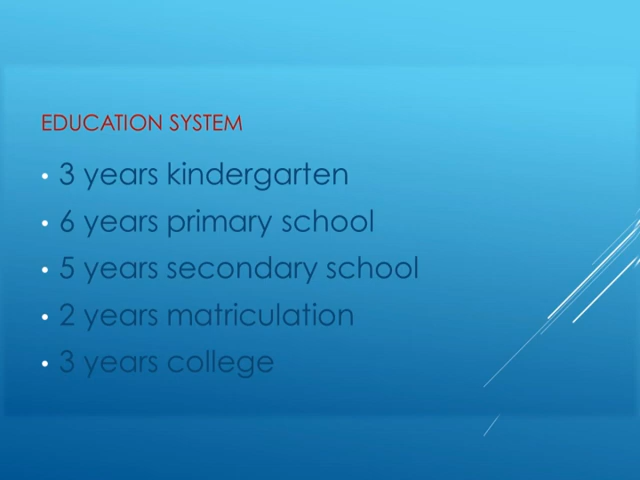 EDUCATION SYSTEM
• 3 years kindergarten
• 6 years primary school
• 5 years secondary school
• 2 years matriculation
• 3 years college